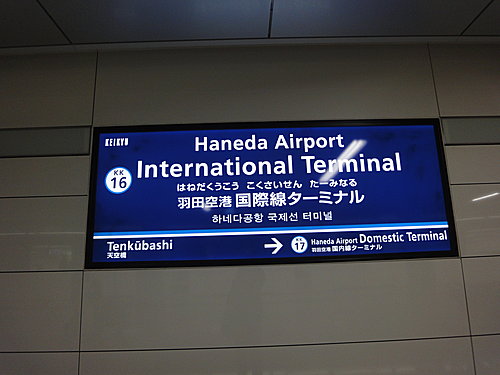 KEIKYU
Haneda Airport
KK
16
International Terminal
はねだくうこう こくさいせん たーみなる
羽田空港 国際線ターミナル
하네다공항 국제선 터미널
Tenkūbashi
天空橋
→
KK
17
Haneda Airport Domestic Terminal
羽田空港 国内線ターミナル